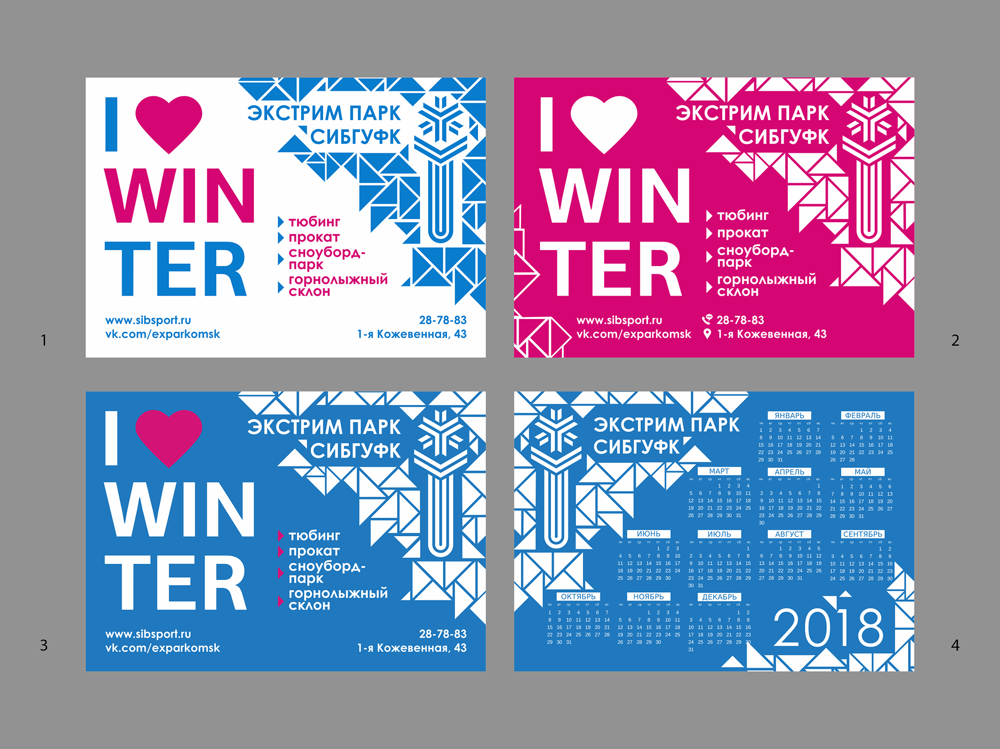 I
WIN
TER
ЭКСТРИМ ПАРК
СИБГУФК
тюбинг
прокат
сноуборд-
парк
горнолыжный
склон
www.sibsport.ru
vk.com/exparkomsk
28-78-83
1-я Кожевенная, 43
1
I
WIN
TER
ЭКСТРИМ ПАРК
СИБГУФК
тюбинг
прокат
сноуборд-
парк
горнолыжный
склон
www.sibsport.ru
vk.com/exparkomsk
28-78-83
1-я Кожевенная, 43
2
I
WIN
TER
ЭКСТРИМ ПАРК
СИБГУФК
тюбинг
прокат
сноуборд-
парк
горнолыжный
склон
www.sibsport.ru
vk.com/exparkomsk
28-78-83
1-я Кожевенная, 43
3
ЭКСТРИМ ПАРК
СИБГУФК
ЯНВАРЬ
пн вт ср чт пт сб вс
1 2 3 4 5 6 7
8 9 10 11 12 13 14
15 16 17 18 19 20 21
22 23 24 25 26 27 28
29 30 31
ФЕВРАЛЬ
пн вт ср чт пт сб вс
1 2 3 4
5 6 7 8 9 10 11
12 13 14 15 16 17 18
19 20 21 22 23 24 25
26 27 28
МАРТ
пн вт ср чт пт сб вс
1 2 3 4
5 6 7 8 9 10 11
12 13 14 15 16 17 18
19 20 21 22 23 24 25
26 27 28 29 30 31
АПРЕЛЬ
пн вт ср чт пт сб вс
1
2 3 4 5 6 7 8
9 10 11 12 13 14 15
16 17 18 19 20 21 22
23 24 25 26 27 28 29
30
МАЙ
пн вт ср чт пт сб вс
1 2 3 4 5 6
7 8 9 10 11 12 13
14 15 16 17 18 19 20
21 22 23 24 25 26 27
28 29 30 31
ИЮНЬ
пн вт ср чт пт сб вс
1 2 3
4 5 6 7 8 9 10
11 12 13 14 15 16 17
18 19 20 21 22 23 24
25 26 27 28 29 30
ИЮЛЬ
пн вт ср чт пт сб вс
1
2 3 4 5 6 7 8
9 10 11 12 13 14 15
16 17 18 19 20 21 22
23 24 25 26 27 28 29
30 31
АВГУСТ
пн вт ср чт пт сб вс
1 2 3 4 5
6 7 8 9 10 11 12
13 14 15 16 17 18 19
20 21 22 23 24 25 26
27 28 29 30 31
СЕНТЯБРЬ
пн вт ср чт пт сб вс
1 2
3 4 5 6 7 8 9
10 11 12 13 14 15 16
17 18 19 20 21 22 23
24 25 26 27 28 29 30
ОКТЯБРЬ
пн вт ср чт пт сб вс
1 2 3 4 5 6 7
8 9 10 11 12 13 14
15 16 17 18 19 20 21
22 23 24 25 26 27 28
29 30 31
НОЯБРЬ
пн вт ср чт пт сб вс
1 2 3 4
5 6 7 8 9 10 11
12 13 14 15 16 17 18
19 20 21 22 23 24 25
26 27 28 29 30
ДЕКАБРЬ
пн вт ср чт пт сб вс
1 2
3 4 5 6 7 8 9
10 11 12 13 14 15 16
17 18 19 20 21 22 23
24 25 26 27 28 29 30
31
2018
4